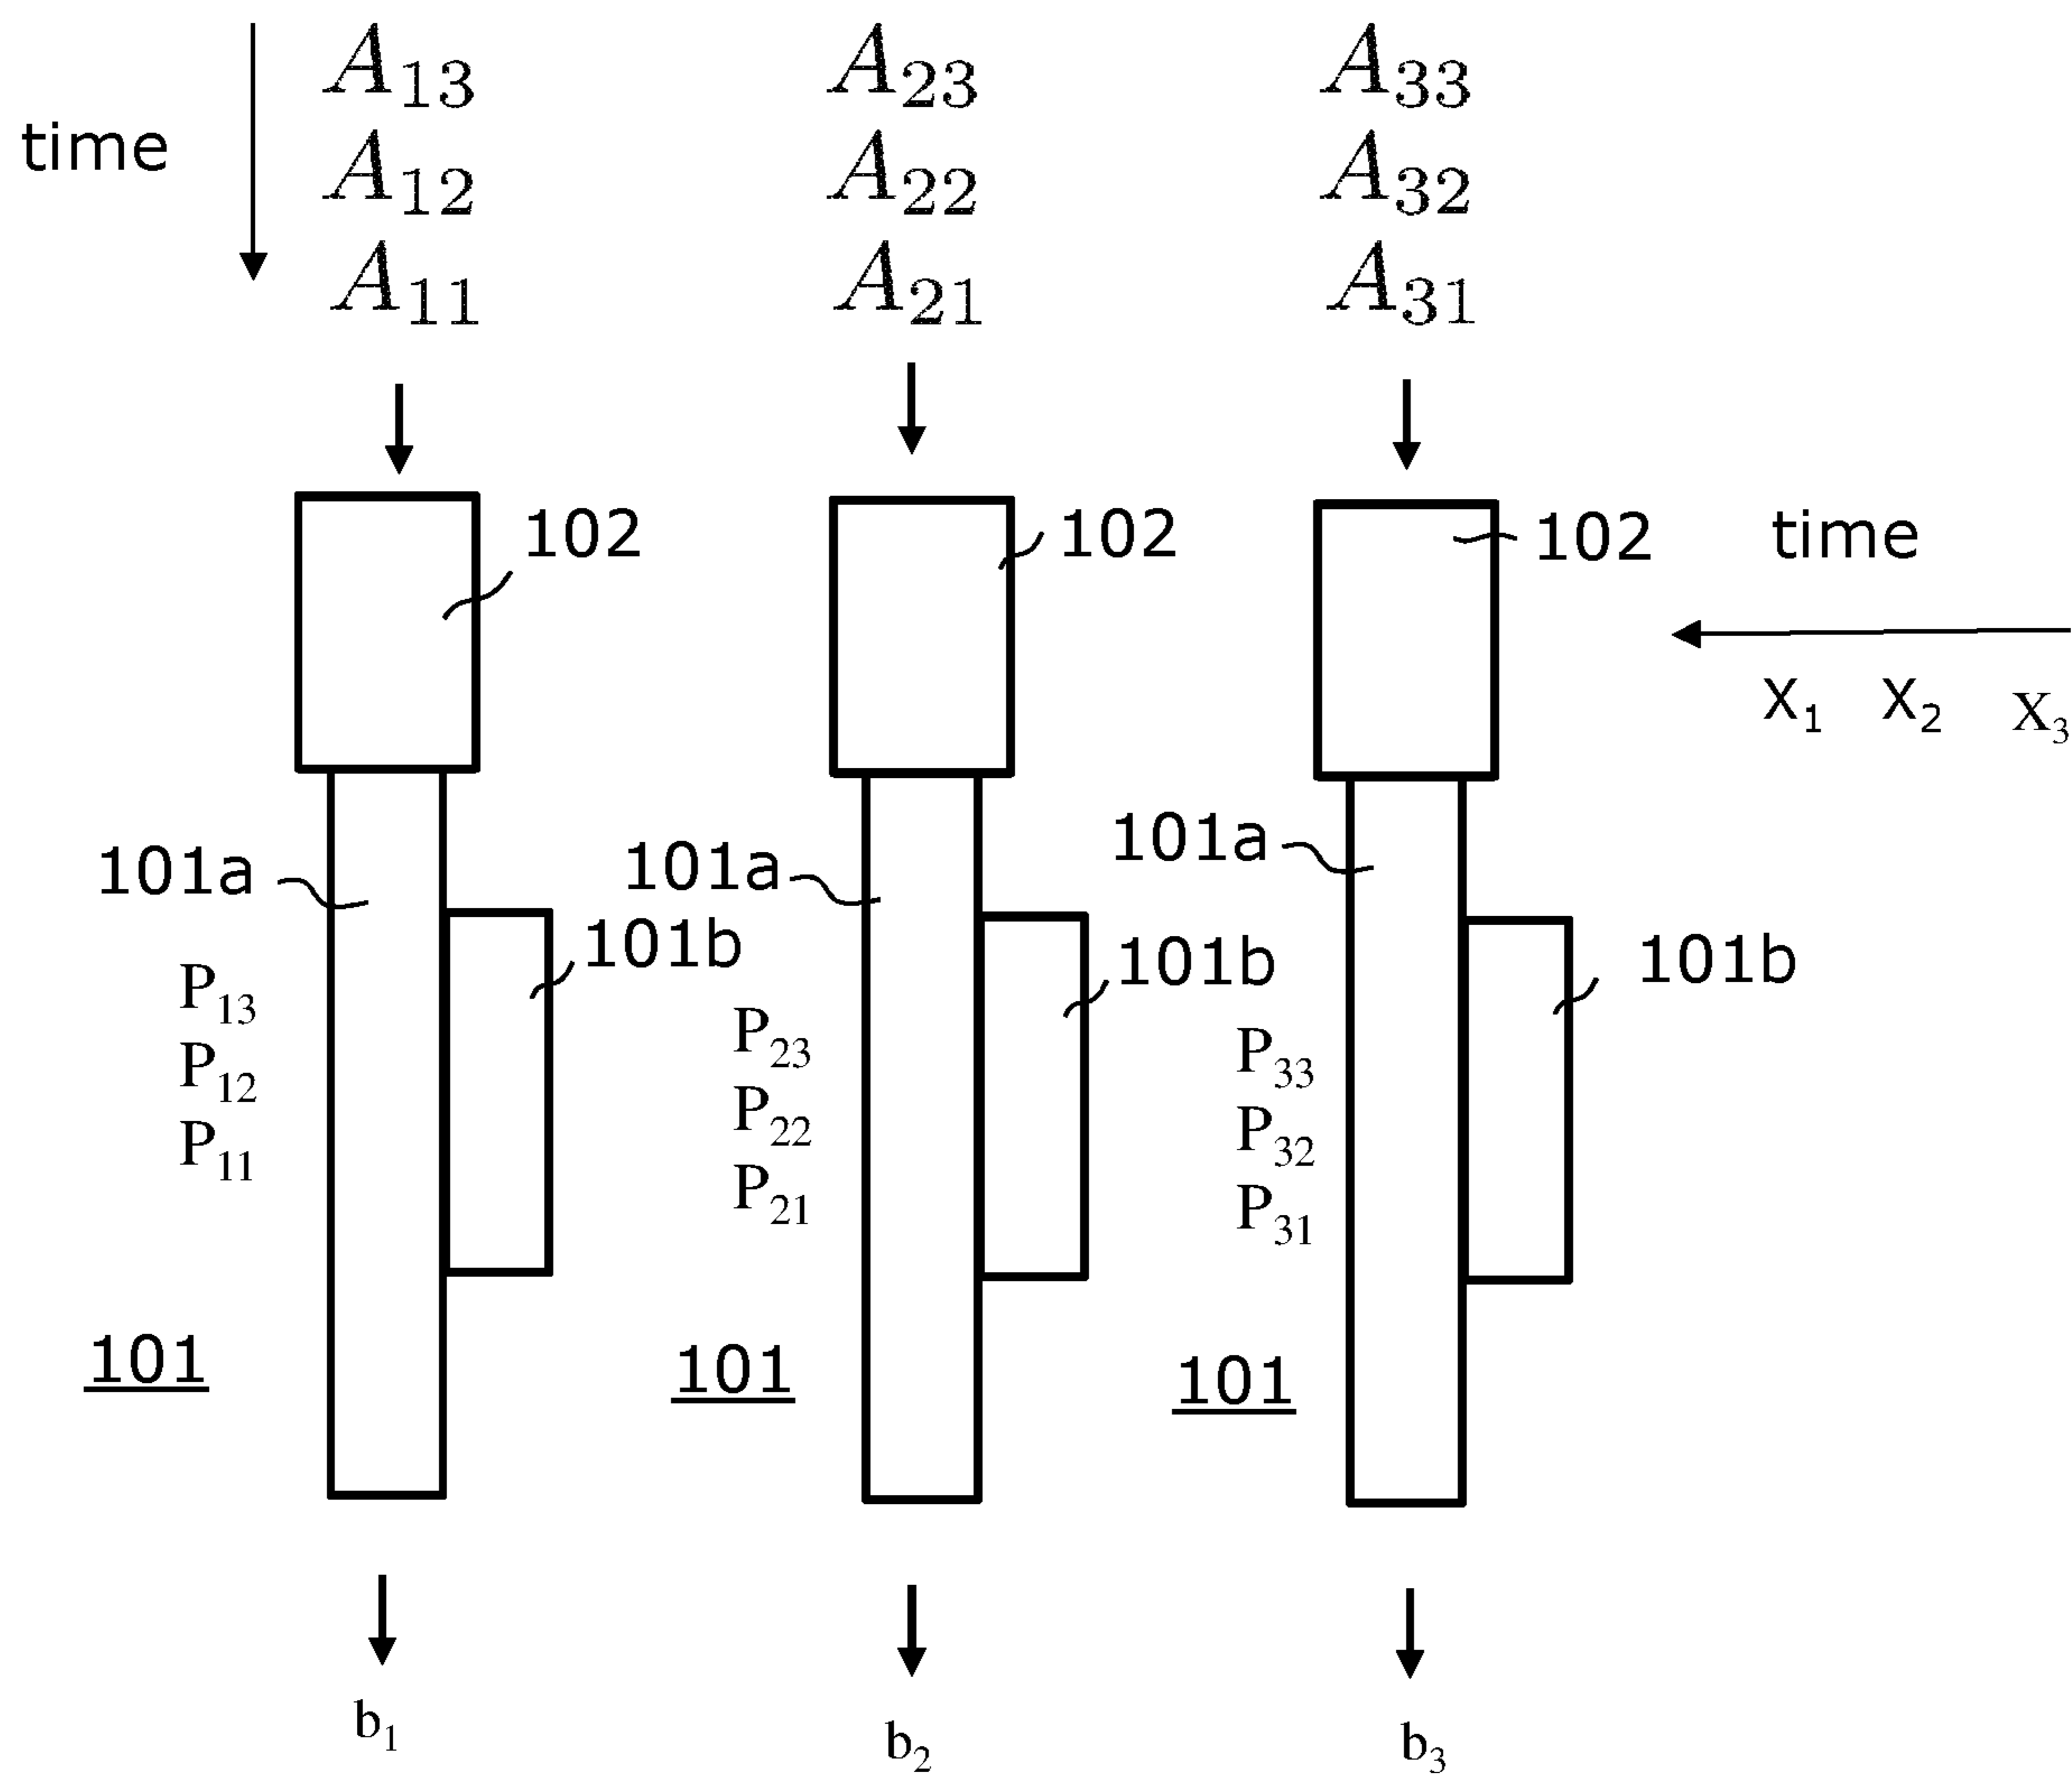 A₁₃ A₂₃ A₃₃
time
A₁₂ A₂₂ A₃₂
A₁₁ A₂₁ A₃₁
102 102 102 time
X₁ X₂ X₃
101a 101a 101a
101b 101b 101b
P₁₃ P₂₃ P₃₃
P₁₂ P₂₂ P₃₂
P₁₁ P₂₁ P₃₁
101 101 101
b₁ b₂ b₃